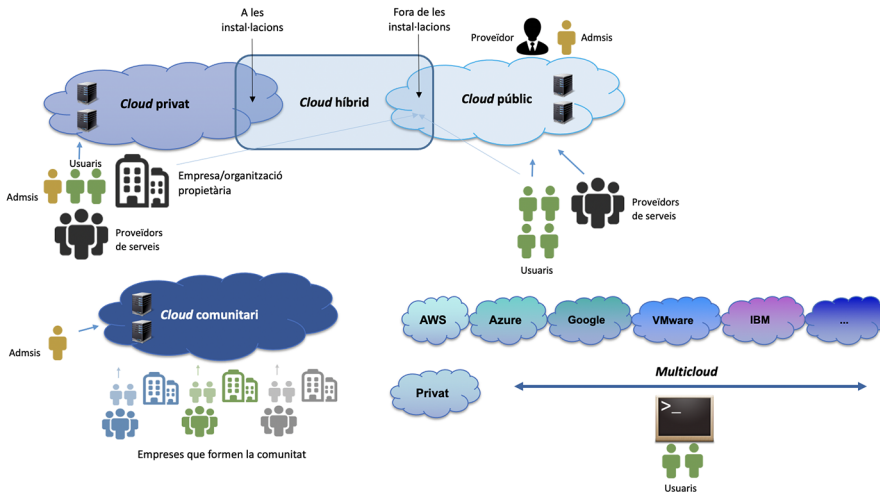 A les
instal·lacions
Fora de les
instal·lacions
Proveïdor
Admsis
Cloud privat
Cloud híbrid
Cloud públic
Usuaris
Admsis
Empresa/organització
propietària
Proveïdors
de serveis
Proveïdors
de serveis
Usuaris
Cloud comunitari
Admsis
Empreses que formen la comunitat
AWS
Azure
Google
VMware
IBM
...
Privat
Multicloud
>_
Usuaris